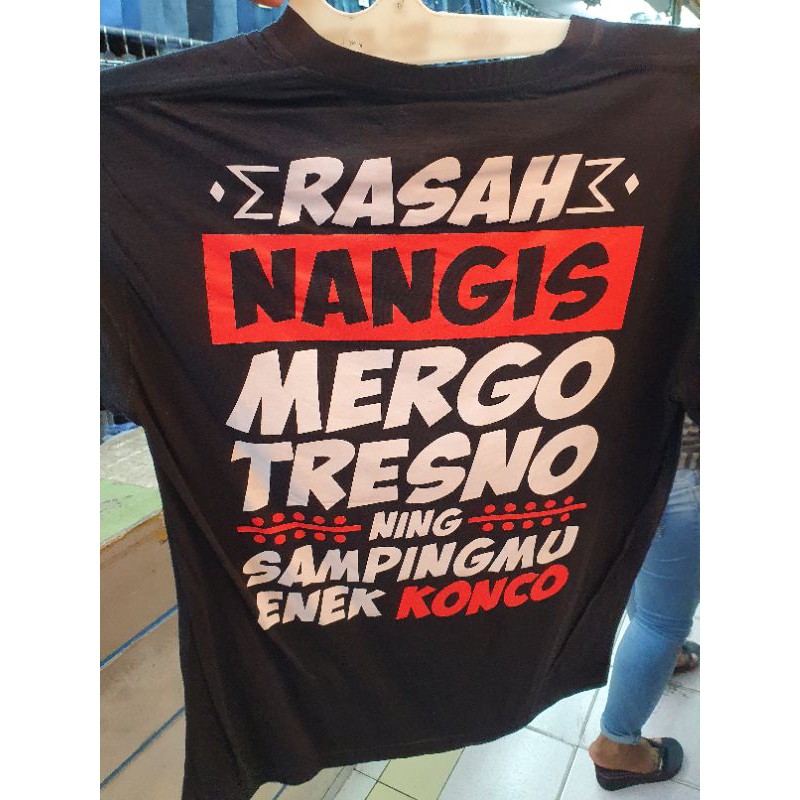 RASAH
NANGIS
MERGO
TRESNO
NING
SAMPINGMU
ENEK KONCO